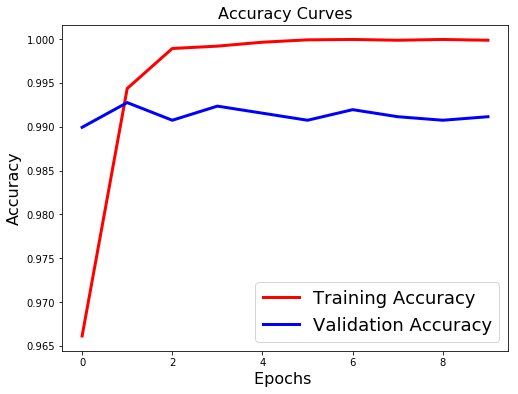 Accuracy Curves
Accuracy
1.000
0.995
0.990
0.985
0.980
0.975
0.970
0.965
Training Accuracy
Validation Accuracy
0 2 4 6 8
Epochs